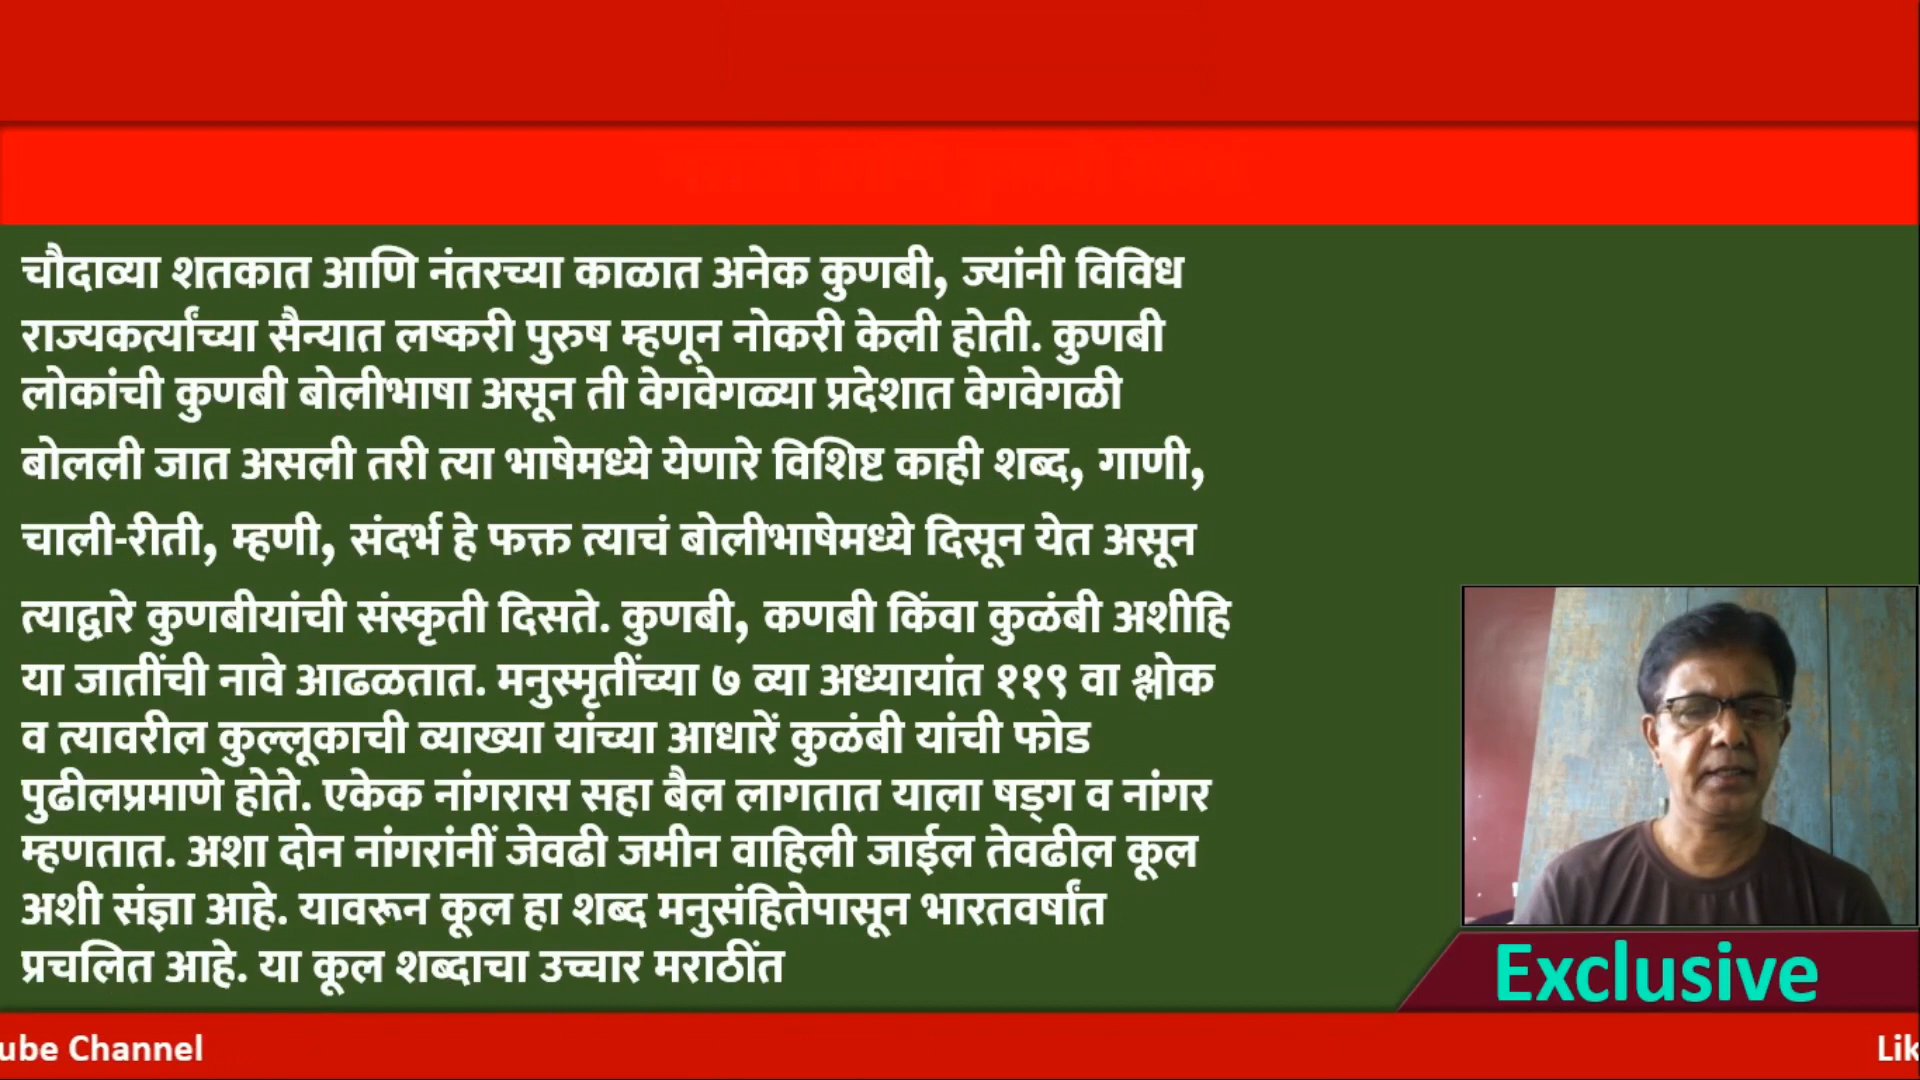 चौदाव्या शतकात आणि नंतरच्या काळात अनेक कुणबी, ज्यांनी विविध
राज्यकर्त्यांच्या सैन्यात लष्करी पुरुष म्हणून नोकरी केली होती. कुणबी
लोकांची कुणबी बोलीभाषा असून ती वेगवेगळ्या प्रदेशात वेगवेगळी
बोलली जात असली तरी त्या भाषेमध्ये येणारे विशिष्ट काही शब्द, गाणी,
चाली-रीती, म्हणी, संदर्भ हे फक्त त्याचं बोलीभाषेमध्ये दिसून येत असून
त्याद्वारे कुणबीयांची संस्कृती दिसते. कुणबी, कणबी किंवा कुळंबी अशीहि
या जातींची नावे आढळतात. मनुस्मृतींच्या ७ व्या अध्यायांत ११९ वा श्लोक
व त्यावरील कुल्लूकाची व्याख्या यांच्या आधारें कुळंबी यांची फोड
पुढीलप्रमाणे होते. एकेक नांगरास सहा बैल लागतात याला षड्ग व नांगर
म्हणतात. अशा दोन नांगरांनीं जेवढी जमीन वाहिली जाईल तेवढील कूल
अशी संज्ञा आहे. यावरून कूल हा शब्द मनुसंहितेपासून भारतवर्षांत
प्रचलित आहे. या कूल शब्दाचा उच्चार मराठींत
Exclusive
ube Channel
Lik